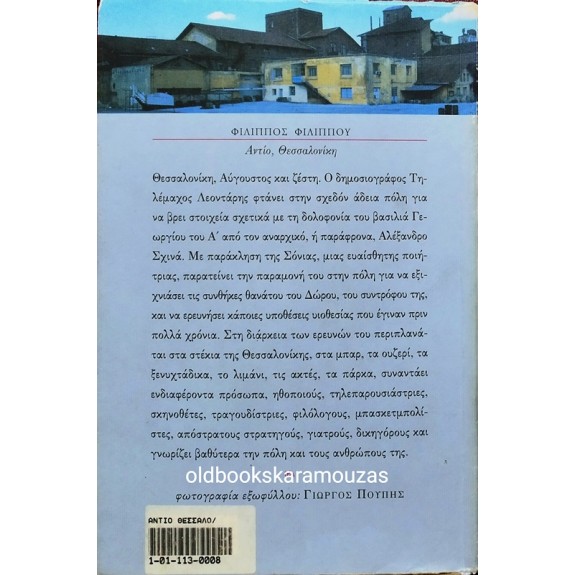 ΦΙΛΙΠΠΟΣ ΦΙΛΙΠΠΟΥ
Αντίο, Θεσσαλονίκη
Θεσσαλονίκη, Αύγουστος και ζέστη. Ο δημοσιογράφος Τη-
λέμαχος Λεοντάρης φτάνει στην σχεδόν άδεια πόλη για
να βρει στοιχεία σχετικά με τη δολοφονία του βασιλιά Γε-
ωργίου του Α΄ από τον αναρχικό, ή παράφρονα, Αλέξανδρο
Σχινά. Με παράκληση της Σόνιας, μιας ευαίσθητης ποιή-
τριας, παρατείνει την παραμονή του στην πόλη για να εξι-
χνιάσει τις συνθήκες θανάτου του Δώρου, του συντρόφου της,
και να ερευνήσει κάποιες υποθέσεις υιοθεσίας που έγιναν πριν
πολλά χρόνια. Στη διάρκεια των ερευνών του περιπλανά-
ται στα στέκια της Θεσσαλονίκης, στα μπαρ, τα ουζερί, τα
ξενυχτάδικα, το λιμάνι, τις ακτές, τα πάρκα, συναντάει
ενδιαφέροντα πρόσωπα, ηθοποιούς, τηλεπαρουσιάστριες,
σκηνοθέτες, τραγουδίστριες, φιλόλογους, μπασκετμπολί-
στες, απόστρατους στρατηγούς, γιατρούς, δικηγόρους και
γνωρίζει βαθύτερα την πόλη και τους ανθρώπους της.
oldbookskaramouzas
φωτογραφία εξωφύλλου: ΓΙΩΡΓΟΣ ΠΟΥΠΗΣ
ΑΝΤΙΟ ΘΕΣΣΑΛΟ/
1-01-113-0008